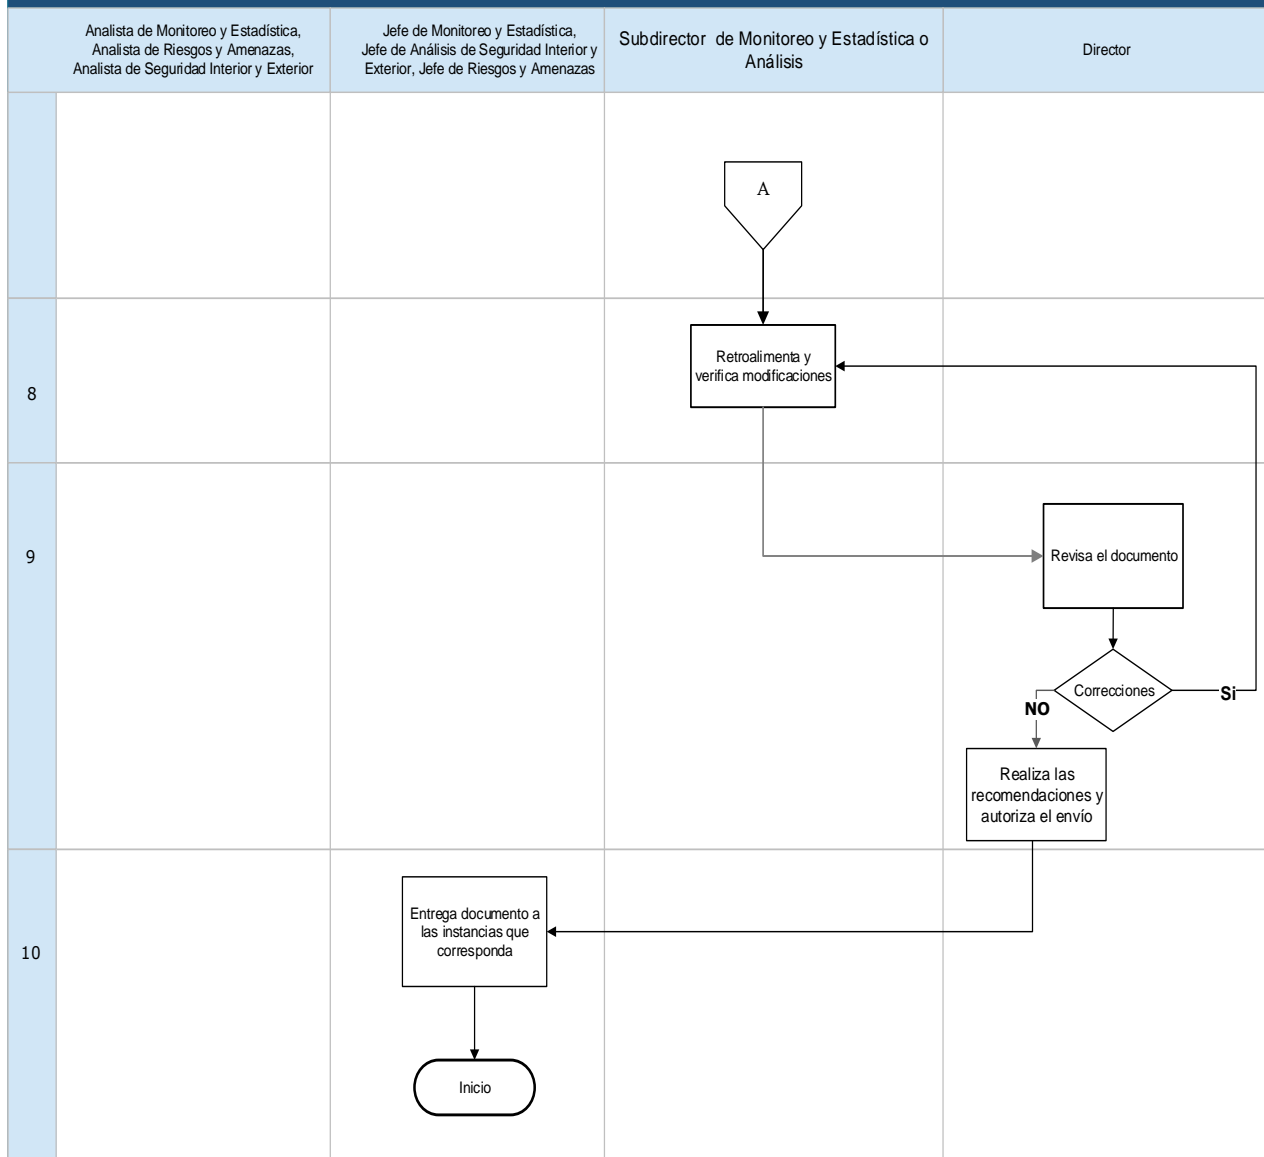 Analista de Monitoreo y Estadística,
Analista de Riesgos y Amenazas,
Analista de Seguridad Interior y Exterior
Jefe de Monitoreo y Estadística,
Jefe de Análisis de Seguridad Interior y
Exterior, Jefe de Riesgos y Amenazas
Subdirector de Monitoreo y Estadística o
Análisis
Director
A
8
Retroalimenta y
verifica modificaciones
9
Revisa el documento
Correcciones
Si
NO
Realiza las
recomendaciones y
autoriza el envío
10
Entrega documento a
las instancias que
corresponda
Inicio